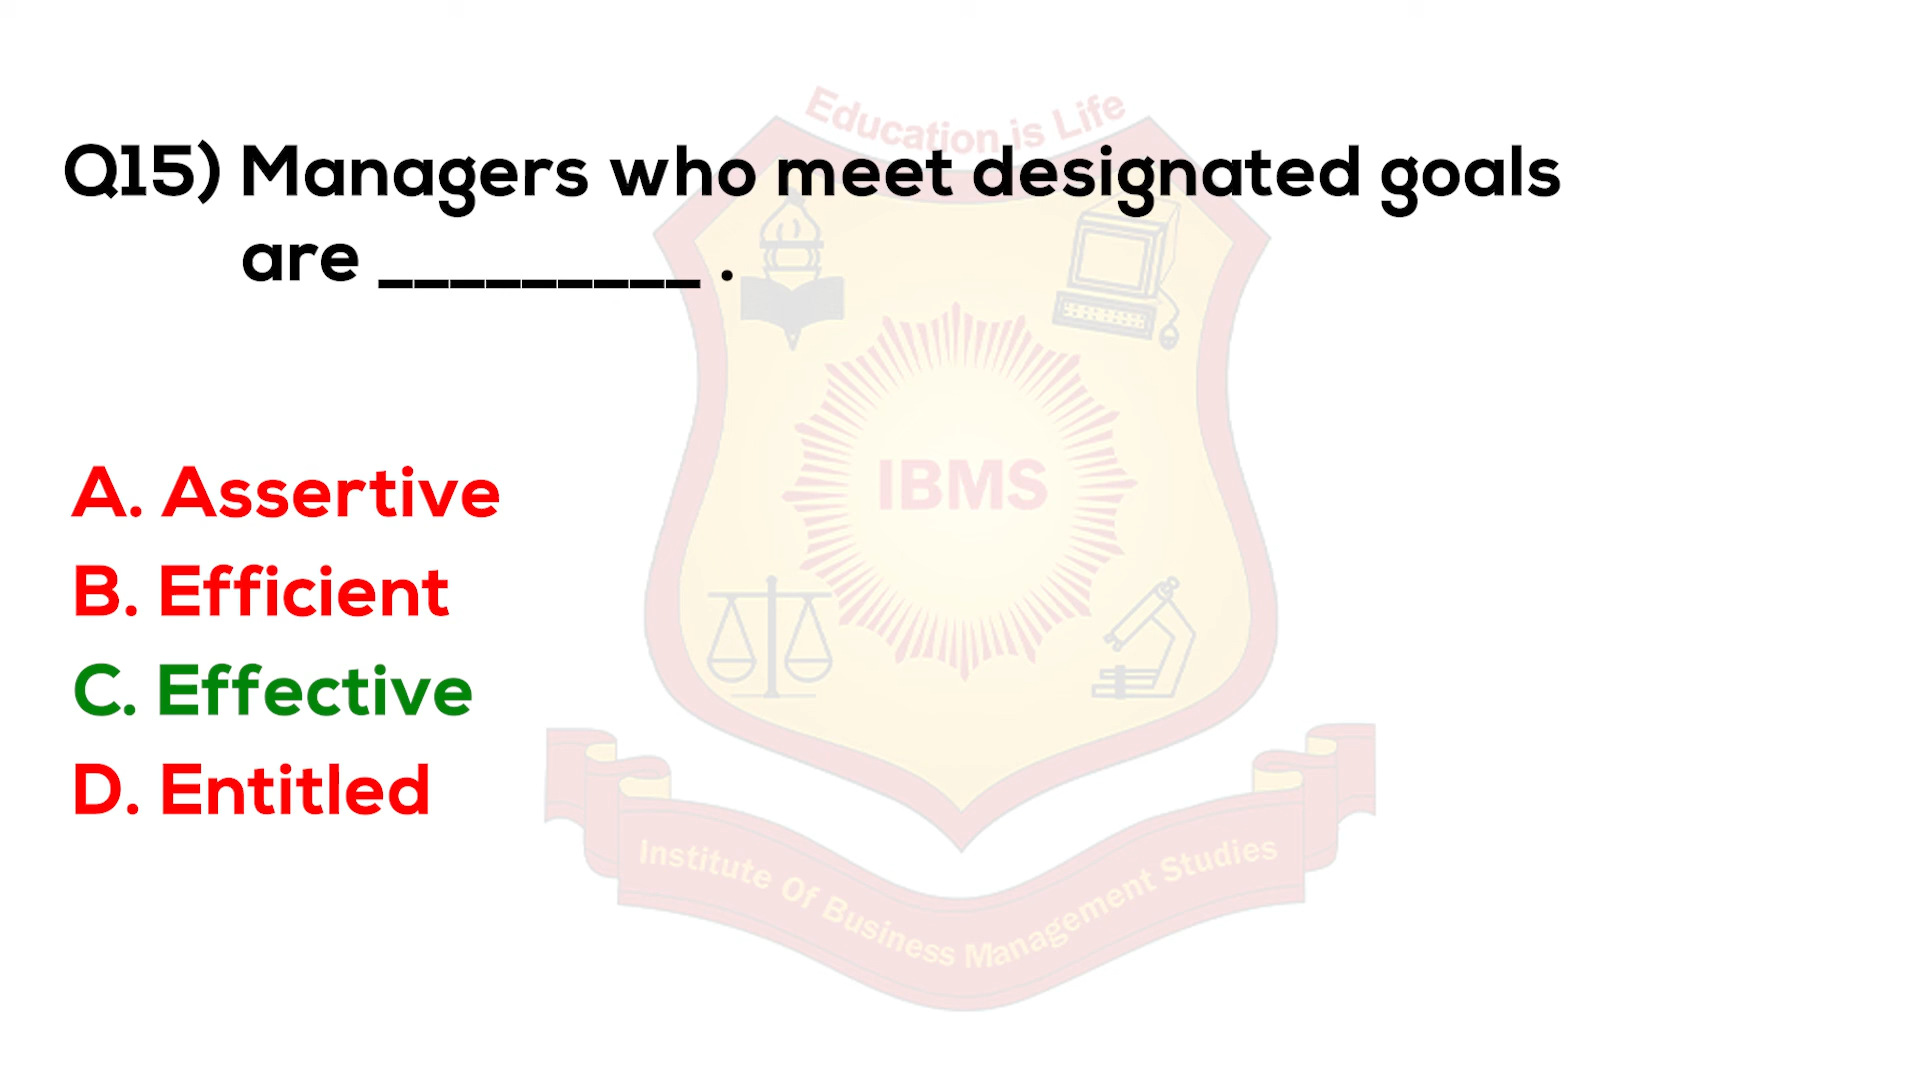 Education is Life
Q15) Managers who meet designated goals
are _________ .
A. Assertive
B. Efficient
C. Effective
D. Entitled
IBMS
Institute Of Business Management Studies